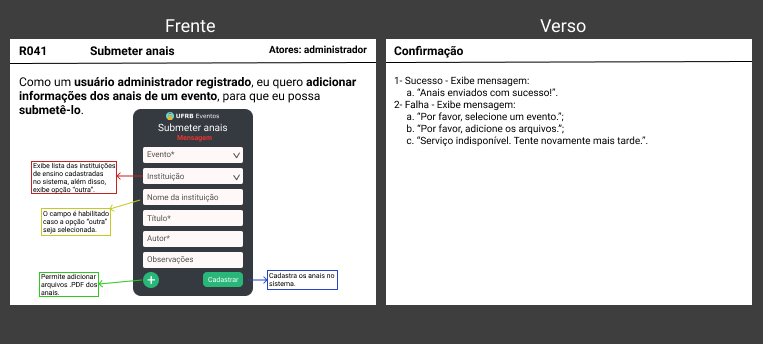 Frente
R041 Submeter anais Atores: administrador
Como um usuário administrador registrado, eu quero adicionar
informações dos anais de um evento, para que eu possa
submetê-lo.
UFRB Eventos
Submeter anais
Mensagem
Evento*
Instituição
Nome da instituição
Título*
Autor*
Observações
+
Cadastrar
Exibe lista das instituições
de ensino cadastradas
no sistema, além disso,
exibe opção "outra".
O campo é habilitado
caso a opção "outra"
seja selecionada.
Permite adicionar
arquivos .PDF dos
anais.
Cadastra os anais no
sistema.
Verso
Confirmação
1- Sucesso - Exibe mensagem:
a. “Anais enviados com sucesso!”.
2- Falha - Exibe mensagem:
a. “Por favor, selecione um evento.”;
b. “Por favor, adicione os arquivos.”;
c. “Serviço indisponível. Tente novamente mais tarde.”.